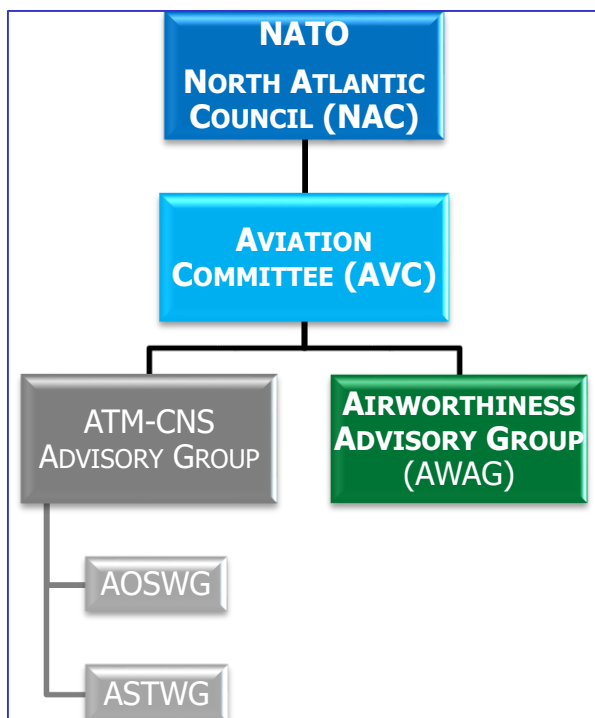 NATO
NORTH ATLANTIC
COUNCIL (NAC)
AVIATION
COMMITTEE (AVC)
ATM-CNS
ADVISORY GROUP
AIRWORTHINESS
ADVISORY GROUP
(AWAG)
AOSWG
ASTWG